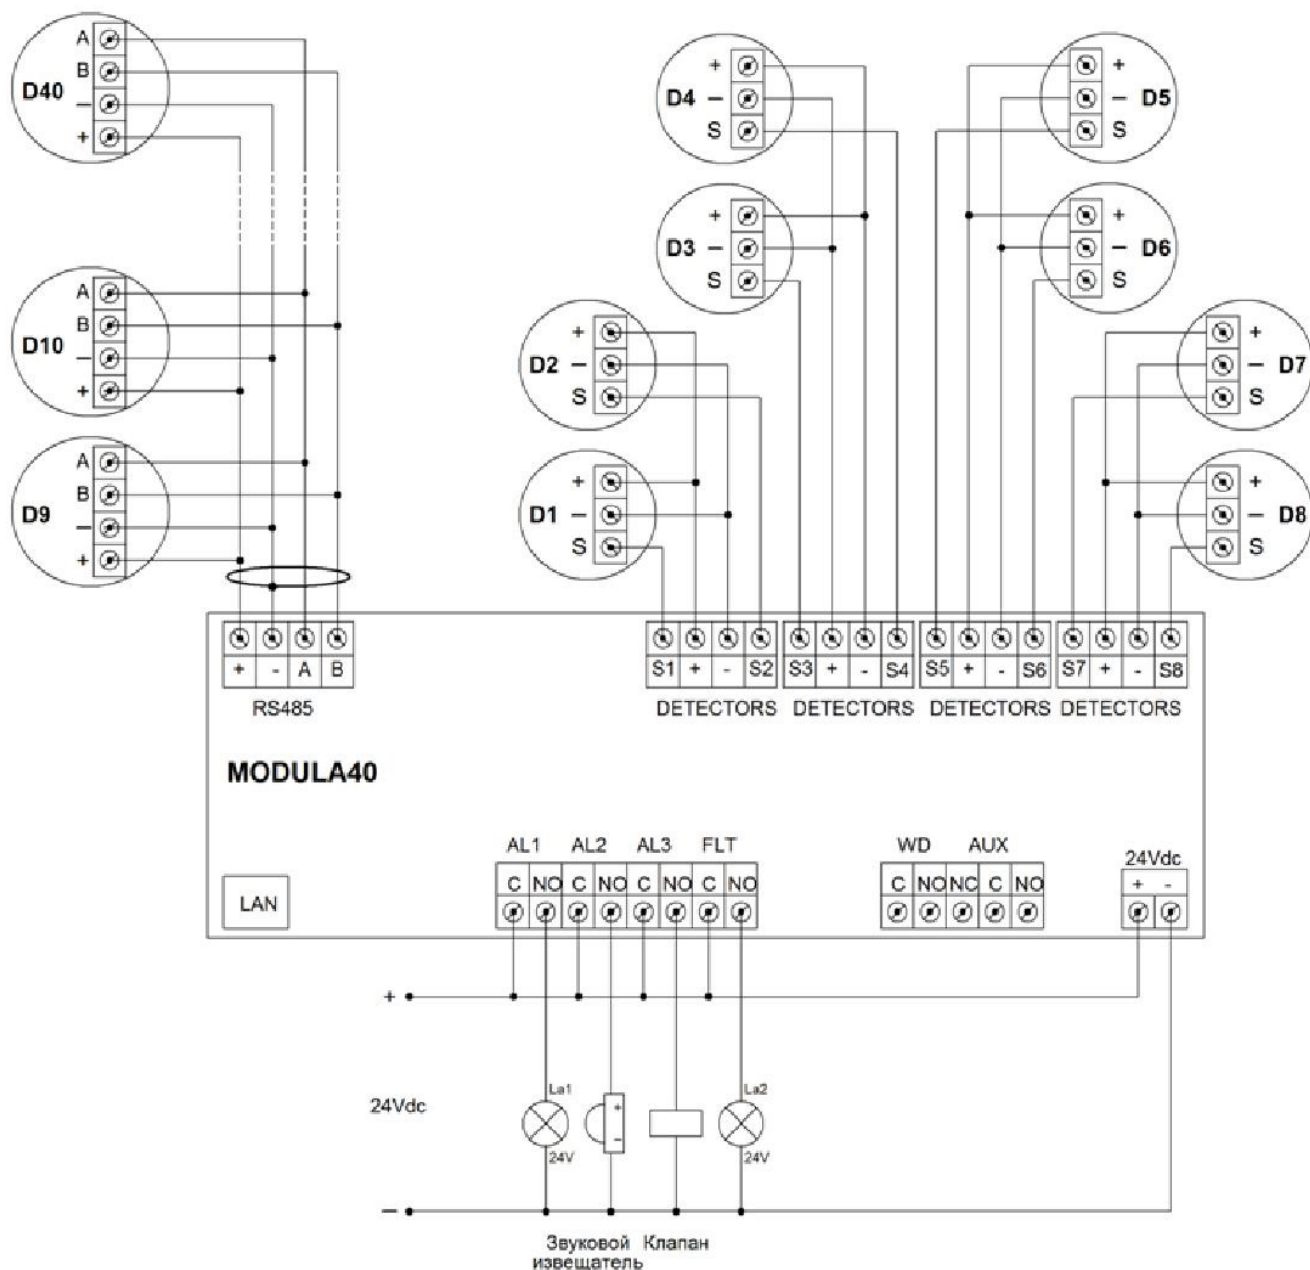 A
B
D40
—
+
A
B
D10
—
+
A
B
D9
—
+
+
D4 —
S
+
D3 —
S
+
D2 —
S
+
D1 —
S
+
— D5
S
+
— D6
S
+
— D7
S
+
— D8
S
+ - A B
RS485
S1 + - S2 S3 + - S4 S5 + - S6 S7 + - S8
DETECTORS DETECTORS DETECTORS DETECTORS
MODULA40
LAN
AL1 AL2 AL3 FLT
C NO C NO C NO C NO
WD AUX
C NO NC C NO
24Vdc
+ -
+
24Vdc
—
La1
24V
+
–
La2
24V
Звуковой Клапан
извещатель